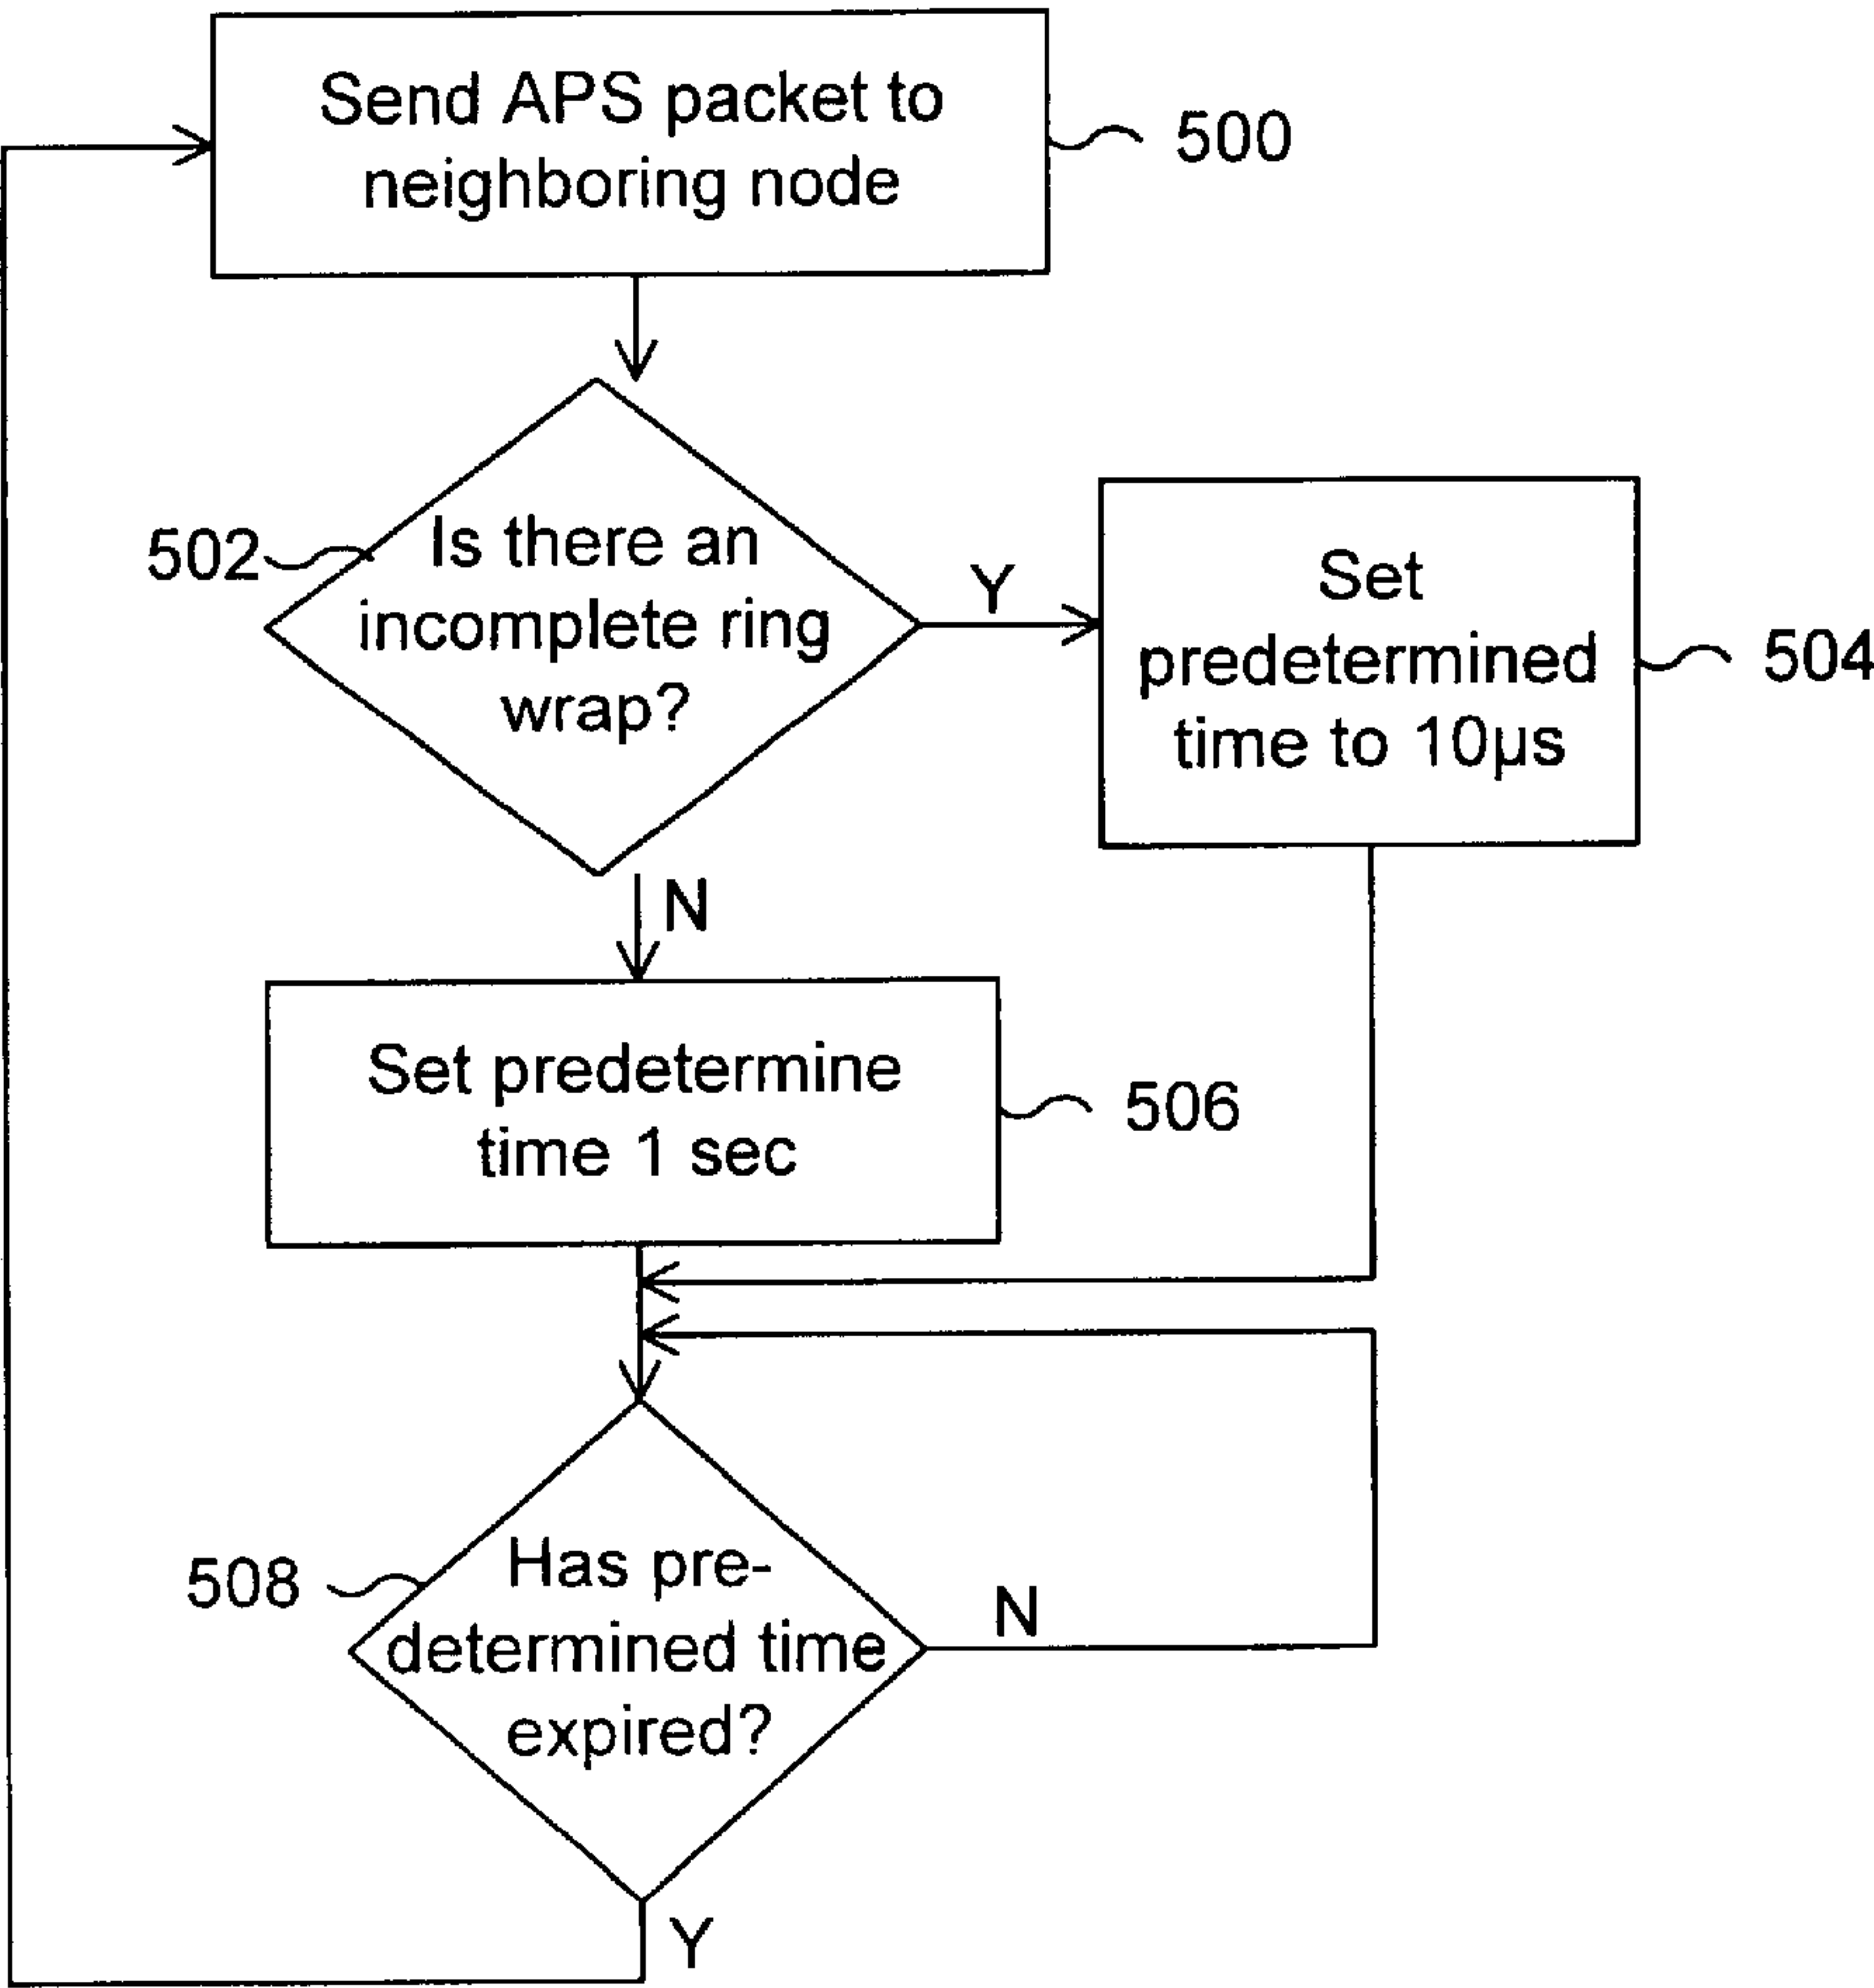 Send APS packet to
neighboring node
500
502
Is there an
incomplete ring
wrap?
Y
Set
predetermined
time to 10µs
504
N
Set predetermine
time 1 sec
506
508
Has pre-
determined time
expired?
N
Y